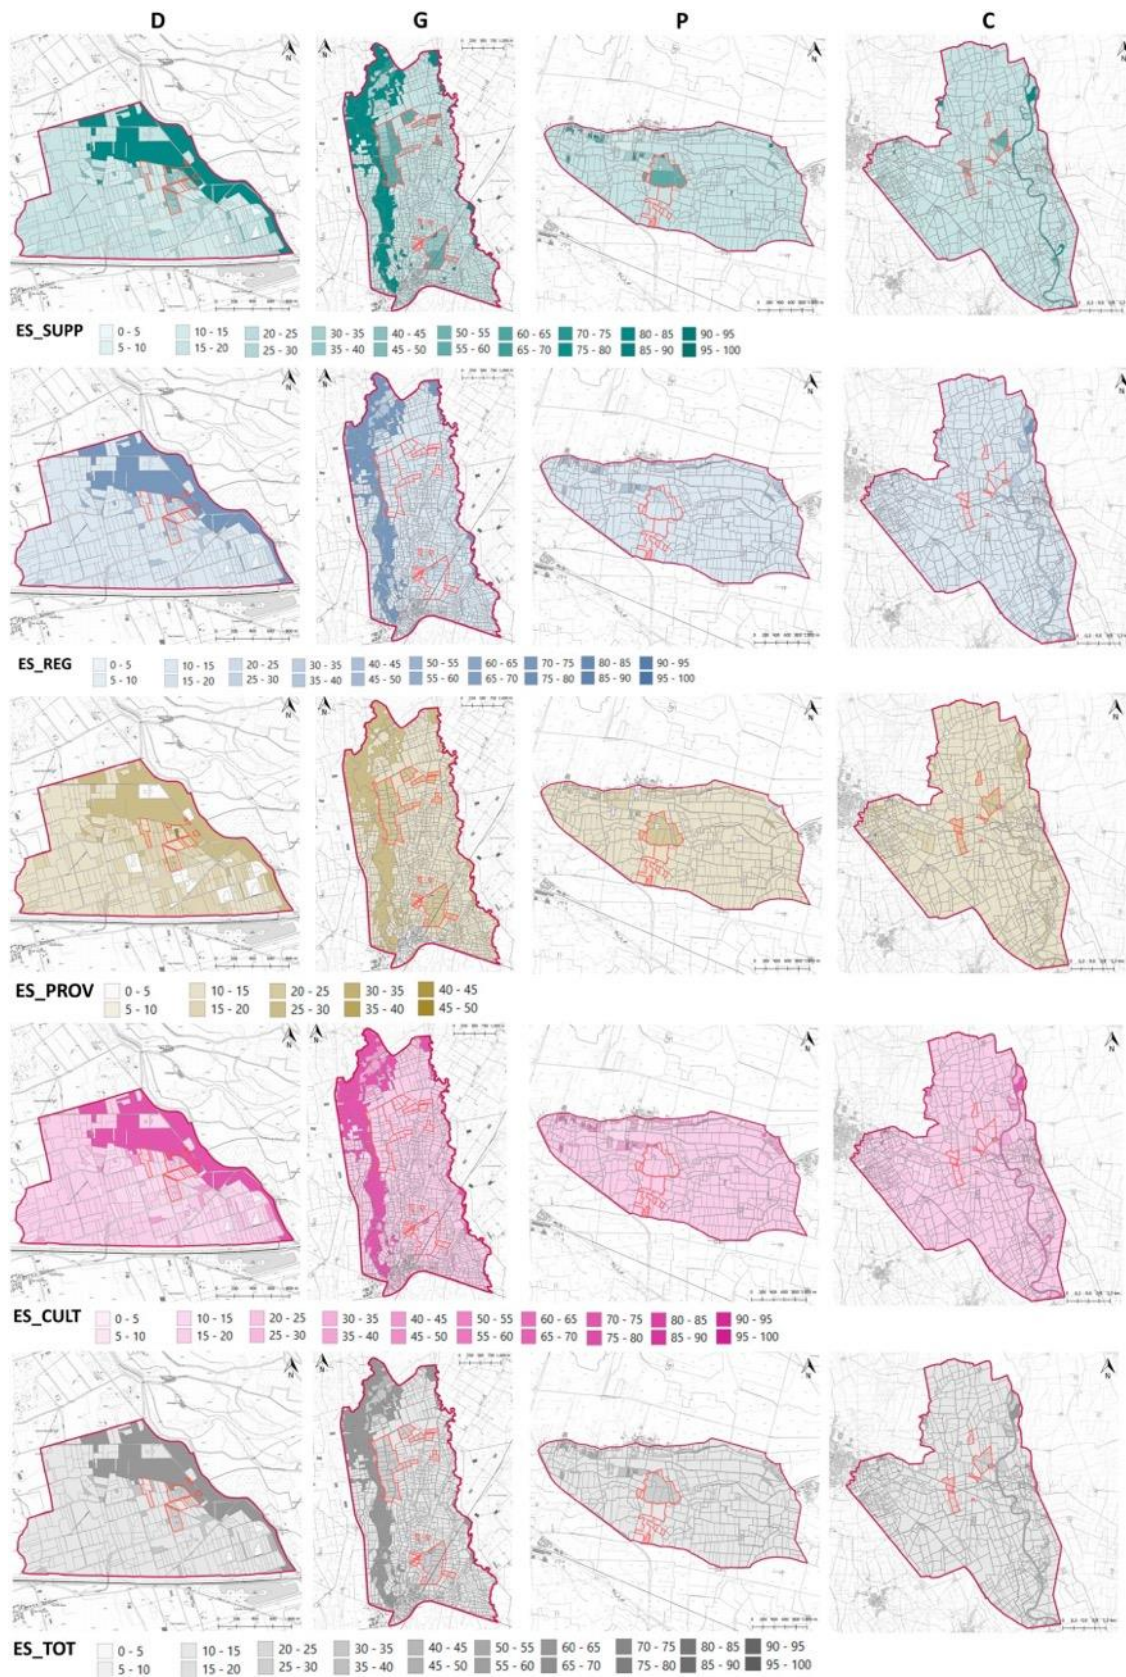 D G P C
N N N N
ES_SUPP 0 - 5 10 - 15 20 - 25 30 - 35 40 - 45 50 - 55 60 - 65 70 - 75 80 - 85 90 - 95
5 - 10 15 - 20 25 - 30 35 - 40 45 - 50 55 - 60 65 - 70 75 - 80 85 - 90 95 - 100
N N N N
ES_REG 0 - 5 10 - 15 20 - 25 30 - 35 40 - 45 50 - 55 60 - 65 70 - 75 80 - 85 90 - 95
5 - 10 15 - 20 25 - 30 35 - 40 45 - 50 55 - 60 65 - 70 75 - 80 85 - 90 95 - 100
N N N N
ES_PROV 0 - 5 10 - 15 20 - 25 30 - 35 40 - 45
5 - 10 15 - 20 25 - 30 35 - 40 45 - 50
N N N N
ES_CULT 0 - 5 10 - 15 20 - 25 30 - 35 40 - 45 50 - 55 60 - 65 70 - 75 80 - 85 90 - 95
5 - 10 15 - 20 25 - 30 35 - 40 45 - 50 55 - 60 65 - 70 75 - 80 85 - 90 95 - 100
N N N N
ES_TOT 0 - 5 10 - 15 20 - 25 30 - 35 40 - 45 50 - 55 60 - 65 70 - 75 80 - 85 90 - 95
5 - 10 15 - 20 25 - 30 35 - 40 45 - 50 55 - 60 65 - 70 75 - 80 85 - 90 95 - 100